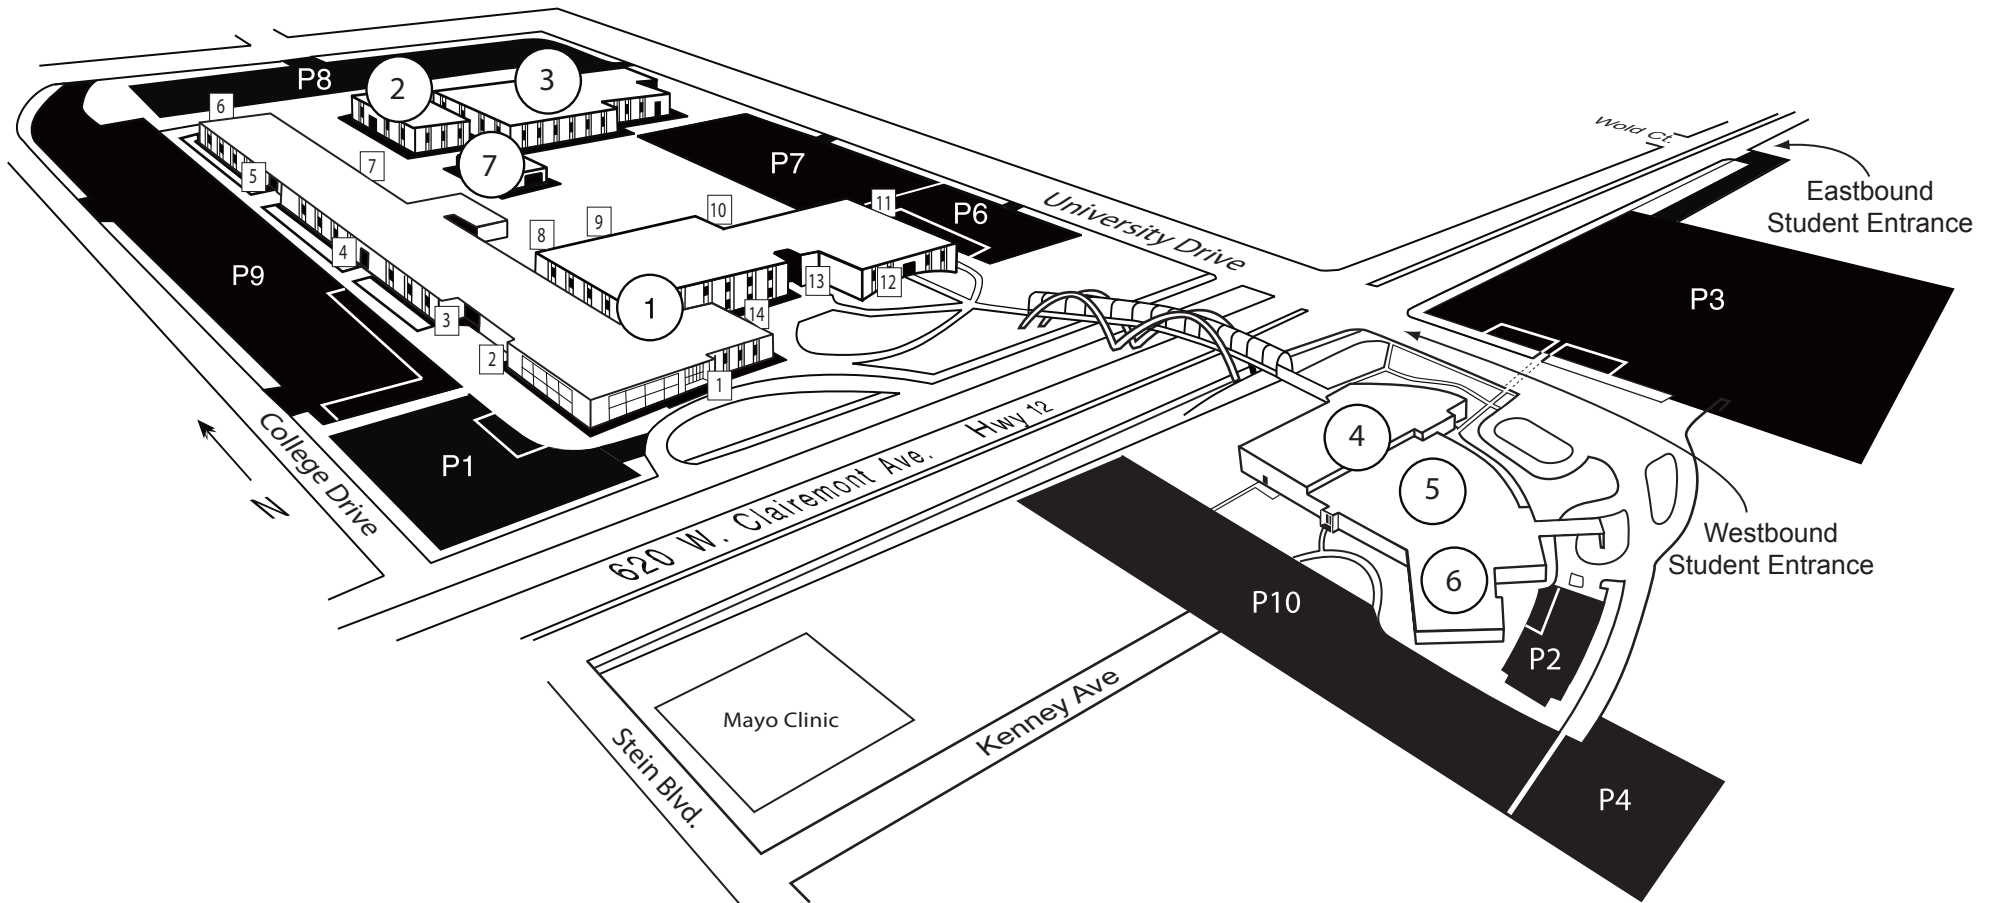 P8
2
3
6
7
5
7
P7
11
P6
10
9
8
4
P9
13
12
1
14
3
2
1
University Drive
Wold Ct.
Eastbound
Student Entrance
P3
College Drive
N
P1
620 W. Clairemont Ave. Hwy 12
4
5
6
Westbound
Student Entrance
P10
P2
Mayo Clinic
Kenney Ave
Stein Blvd.
P4